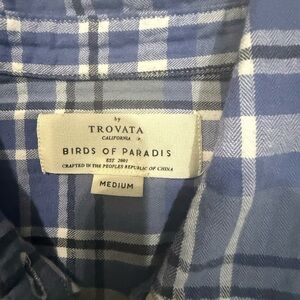 by
TROVATA
CALIFORNIA
BIRDS OF PARADIS
EST. 2001
CRAFTED IN THE PEOPLES REPUBLIC OF CHINA
MEDIUM